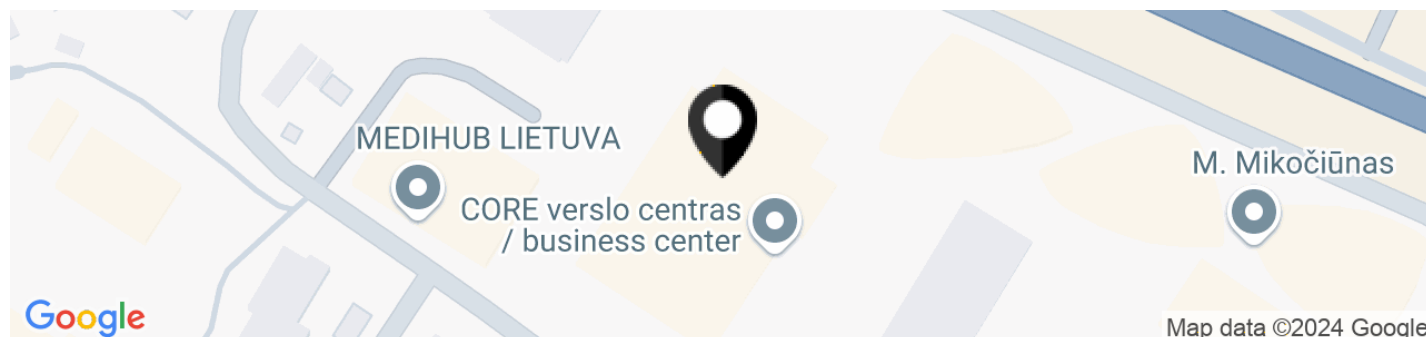 MEDIHUB LIETUVA
M. Mikočiūnas
CORE verslo centras
/ business center
Google
Map data ©2024 Google